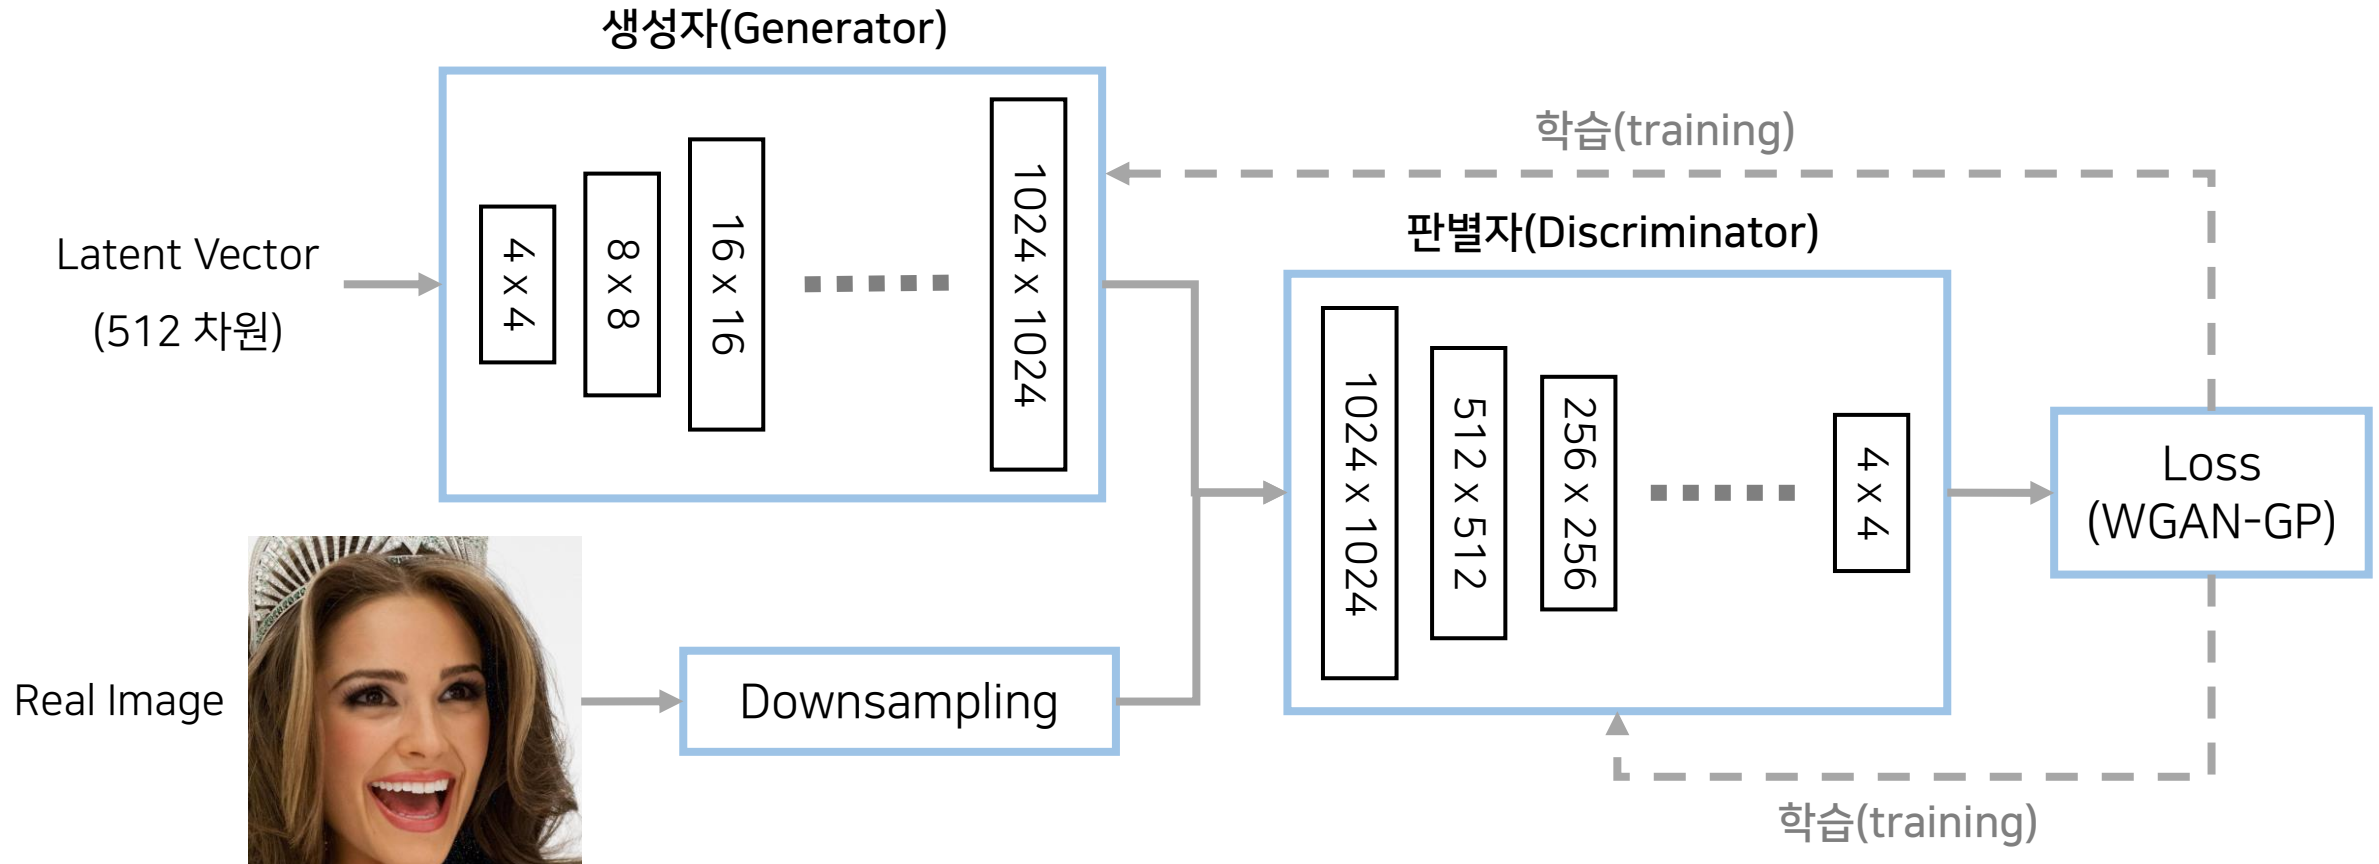 생성자(Generator)
Latent Vector
(512 차원)
4 x 4
8 x 8
16 x 16
1024 x 1024
학습(training)
판별자(Discriminator)
1024 x 1024
512 x 512
256 x 256
4 x 4
Loss
(WGAN-GP)
Real Image
Downsampling
학습(training)